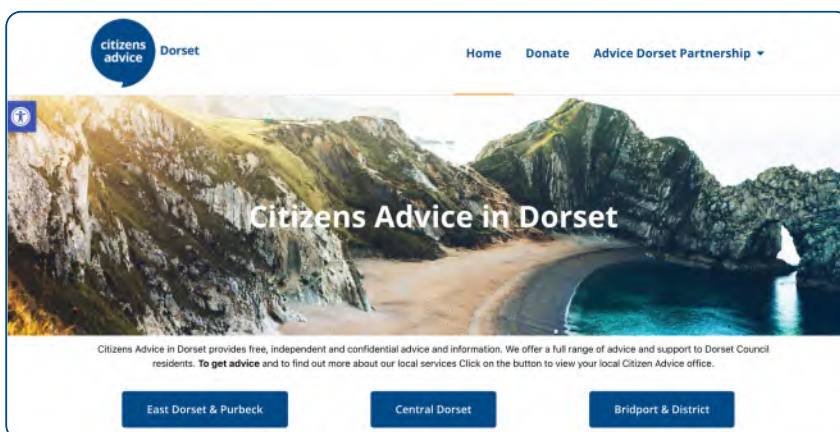 citizens
advice
Dorset
Home
Donate
Advice Dorset Partnership
Citizens Advice in Dorset
Citizens Advice in Dorset provides free, independent and confidential advice and information. We offer a full range of advice and support to Dorset Council
residents. To get advice and to find out more about our local services Click on the button to view your local Citizen Advice office.
East Dorset & Purbeck
Central Dorset
Bridport & District